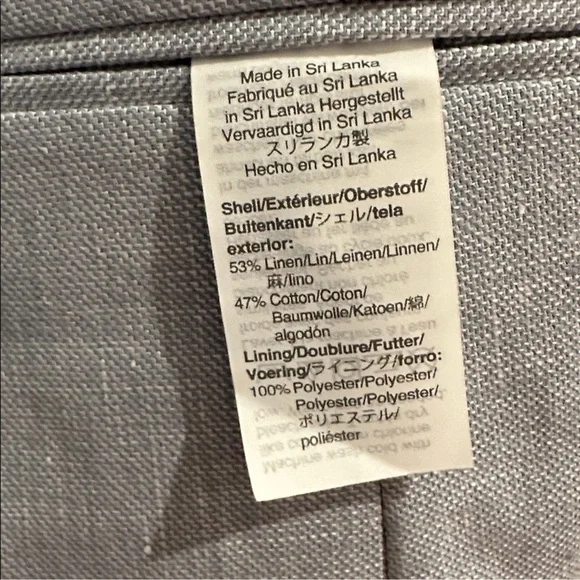 Made in Sri Lanka
Fabriqué au Sri Lanka
in Sri Lanka Hergestellt
Vervaardigd in Sri Lanka
スリランカ製
Hecho en Sri Lanka
Shell/Extérieur/Oberstoff/
Buitenkant/シェル/tela
exterior:
53% Linen/Lin/Leinen/Linnen/
麻/lino
47% Cotton/Coton/
Baumwolle/Katoen/綿/
algodón
Lining/Doublure/Futter/
Voering/ライニング/forro:
100% Polyester/Polyester/
Polyester/Polyester/
ポリエステル/
poliéster